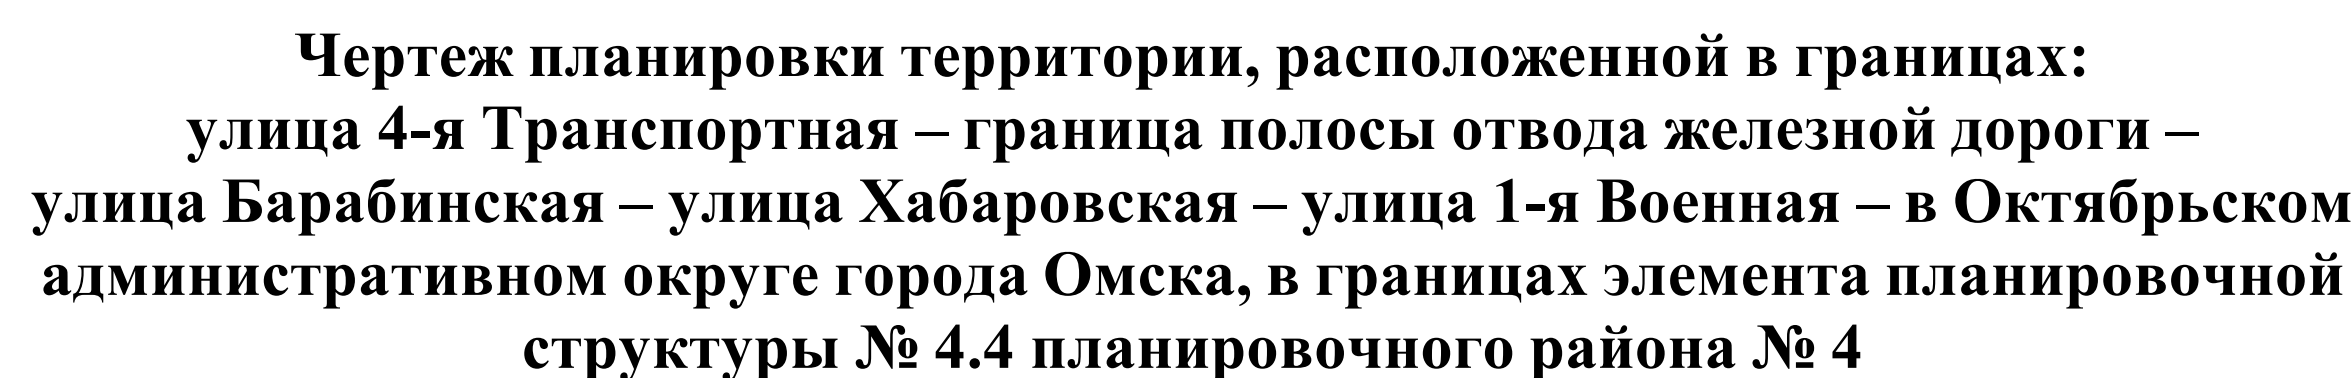 Чертеж планировки территории, расположенной в границах:
улица 4-я Транспортная – граница полосы отвода железной дороги –
улица Барабинская – улица Хабаровская – улица 1-я Военная – в Октябрьском
административном округе города Омска, в границах элемента планировочной
структуры № 4.4 планировочного района № 4